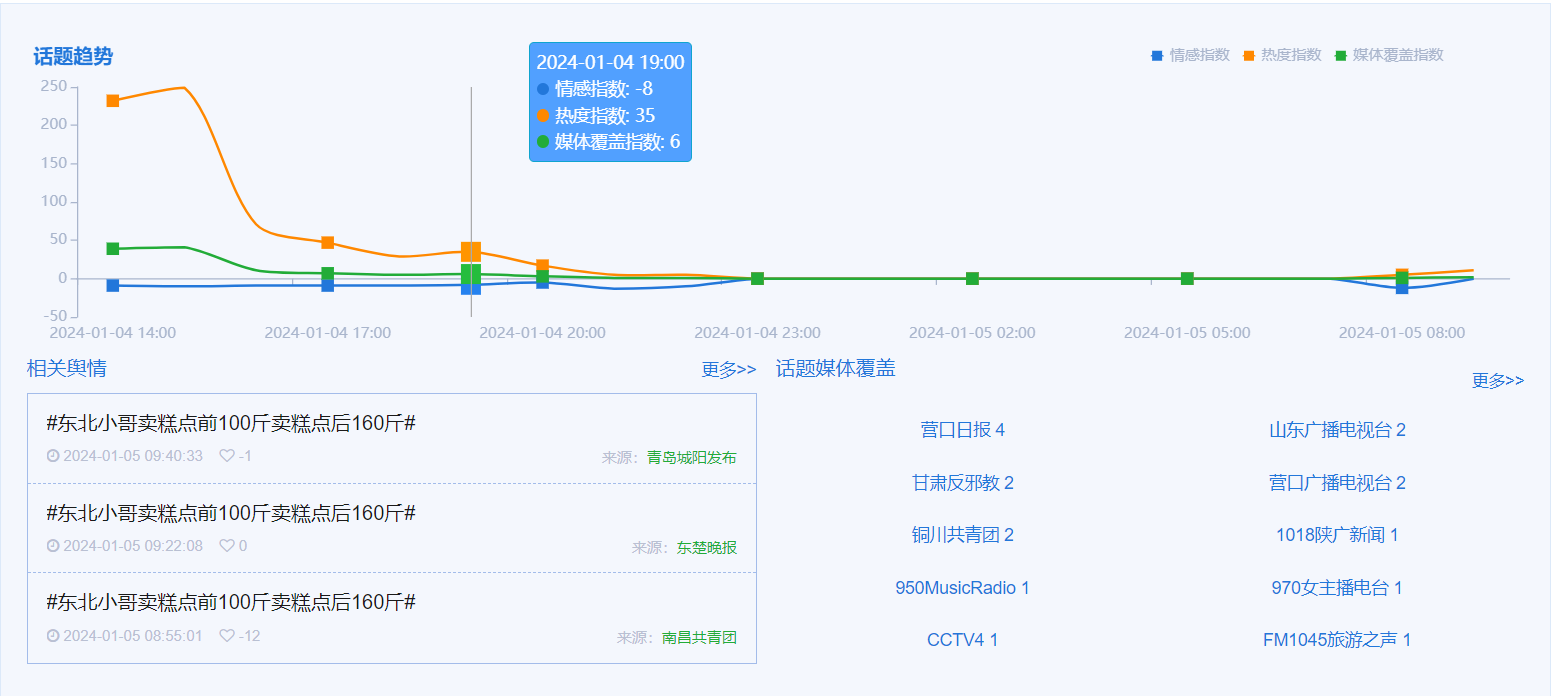 话题趋势
情感指数 热度指数 媒体覆盖指数
2024-01-04 19:00
情感指数: -8
热度指数: 35
媒体覆盖指数: 6
250
200
150
100
50
0
-50
2024-01-04 14:00 2024-01-04 17:00 2024-01-04 20:00 2024-01-04 23:00 2024-01-05 02:00 2024-01-05 05:00 2024-01-05 08:00
相关舆情 更多>>
#东北小哥卖糕点前100斤卖糕点后160斤#
2024-01-05 09:40:33 -1 来源：青岛城阳发布
#东北小哥卖糕点前100斤卖糕点后160斤#
2024-01-05 09:22:08 0 来源：东楚晚报
#东北小哥卖糕点前100斤卖糕点后160斤#
2024-01-05 08:55:01 -12 来源：南昌共青团
话题媒体覆盖 更多>>
营口日报 4 山东广播电视台 2
甘肃反邪教 2 营口广播电视台 2
铜川共青团 2 1018陕广新闻 1
950MusicRadio 1 970女主播电台 1
CCTV4 1 FM1045旅游之声 1